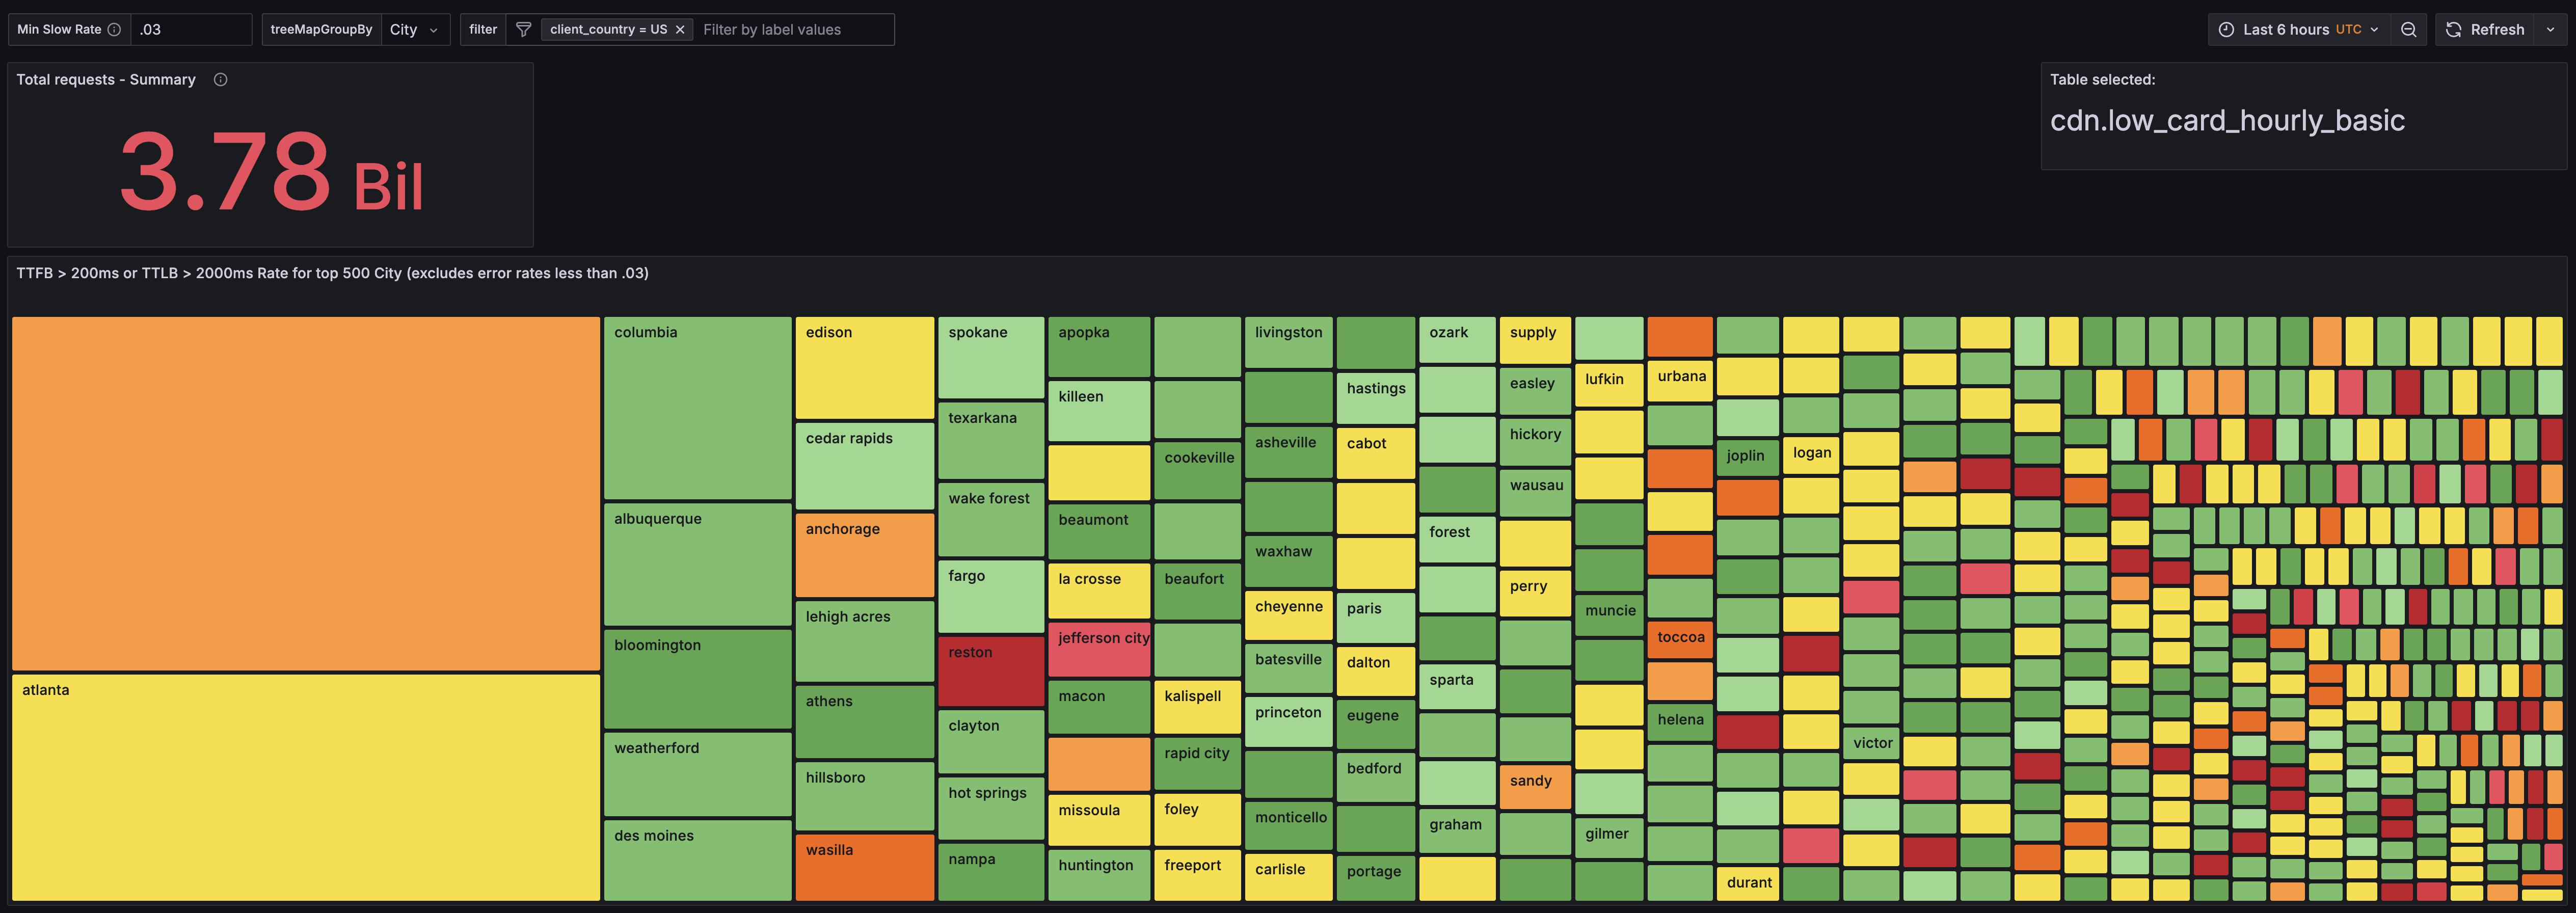 Min Slow Rate .03 treeMapGroupBy City filter client_country = US Filter by label values Last 6 hours UTC Refresh
Total requests - Summary
3.78 Bil
Table selected:
cdn.low_card_hourly_basic
TTFB > 200ms or TTLB > 2000ms Rate for top 500 City (excludes error rates less than .03)
atlanta
columbia
albuquerque
bloomington
weatherford
des moines
edison
cedar rapids
anchorage
lehigh acres
athens
hillsboro
wasilla
spokane
texarkana
wake forest
fargo
reston
clayton
hot springs
nampa
apopka
killeen
beaumont
la crosse
jefferson city
macon
missoula
huntington
cookeville
beaufort
kalispell
rapid city
foley
freeport
livingston
asheville
waxhaw
cheyenne
batesville
princeton
monticello
carlisle
hastings
cabot
paris
dalton
eugene
bedford
portage
ozark
forest
sparta
graham
supply
easley
hickory
wausau
perry
sandy
lufkin
muncie
gilmer
urbana
toccoa
helena
joplin
durant
logan
victor